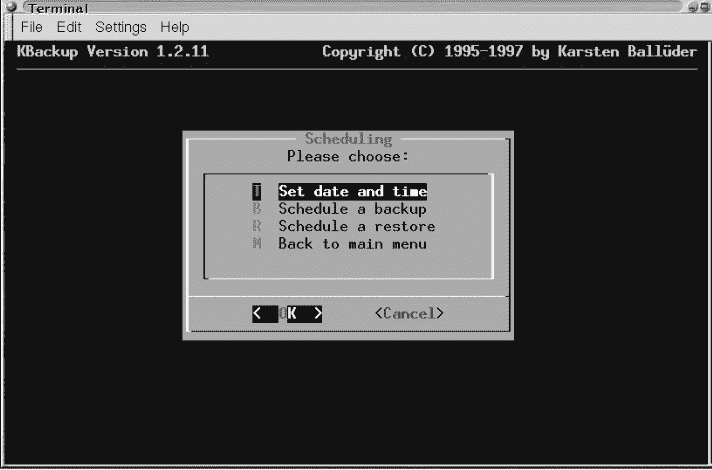 Terminal
File Edit Settings Help
KBackup Version 1.2.11 Copyright (C) 1995-1997 by Karsten Ballüder
Scheduling
Please choose:
T Set date and time
B Schedule a backup
R Schedule a restore
M Back to main menu
< OK > <Cancel>